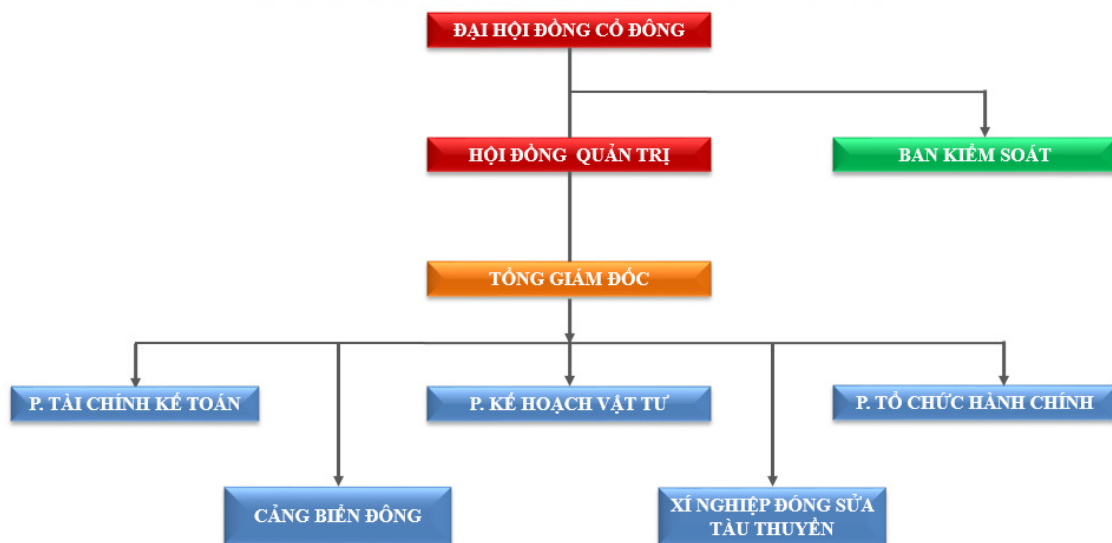 ĐẠI HỘI ĐỒNG CỔ ĐÔNG
HỘI ĐỒNG QUẢN TRỊ
BAN KIỂM SOÁT
TỔNG GIÁM ĐỐC
P. TÀI CHÍNH KẾ TOÁN
P. KẾ HOẠCH VẬT TƯ
P. TỔ CHỨC HÀNH CHÍNH
CẢNG BIỂN ĐÔNG
XÍ NGHIỆP ĐÓNG SỬA
TÀU THUYỀN